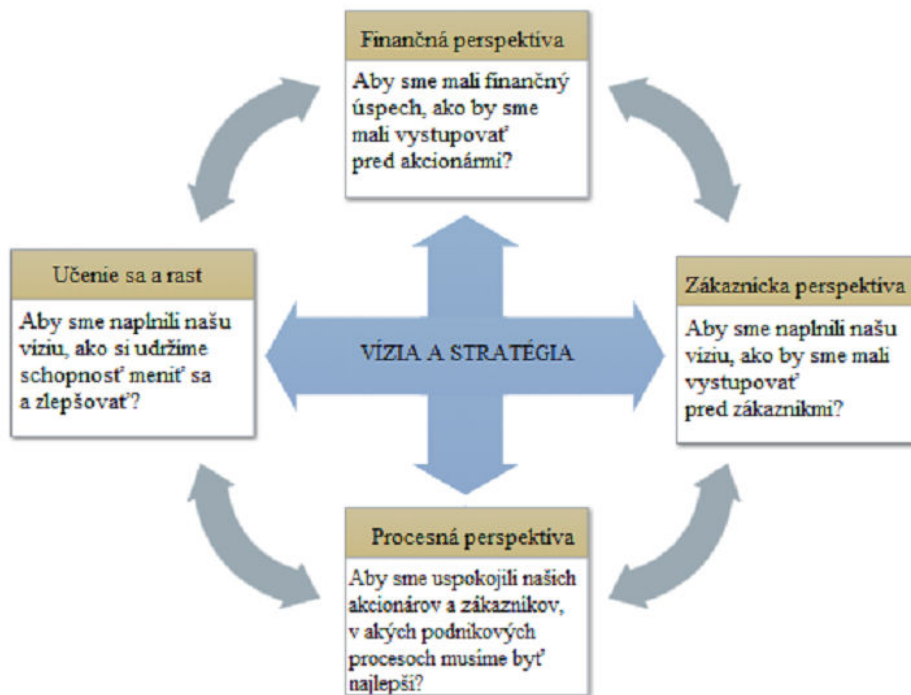 Finančná perspektíva
Aby sme mali finančný
úspech, ako by sme
mali vystupovať
pred akcionármi?
Učenie sa a rast
Aby sme naplnili našu
víziu, ako si udržíme
schopnosť meniť sa
a zlepšovať?
VÍZIA A STRATÉGIA
Zákaznícka perspektíva
Aby sme naplnili našu
víziu, ako by sme mali
vystupovať
pred zákazníkmi?
Procesná perspektíva
Aby sme uspokojili našich
akcionárov a zákazníkov,
v akých podnikových
procesoch musíme byť
najlepší?